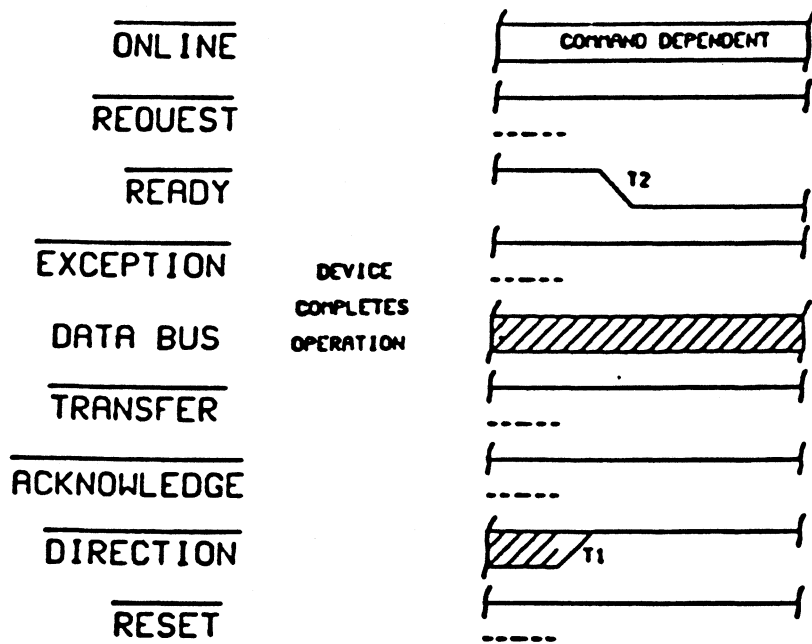 ONLINE
COMMAND DEPENDENT
REQUEST
READY
T2
EXCEPTION
DEVICE
COMPLETES
OPERATION
DATA BUS
TRANSFER
ACKNOWLEDGE
DIRECTION
T1
RESET